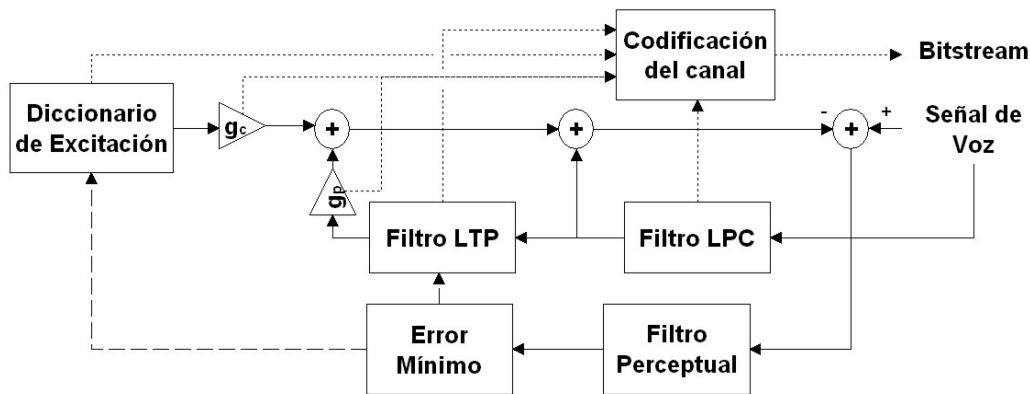 Codificación
del canal
Bitstream
Diccionario
de Excitación
gc
+
+
-
+
+
Señal de
Voz
gp
Filtro LTP
Filtro LPC
Error
Mínimo
Filtro
Perceptual